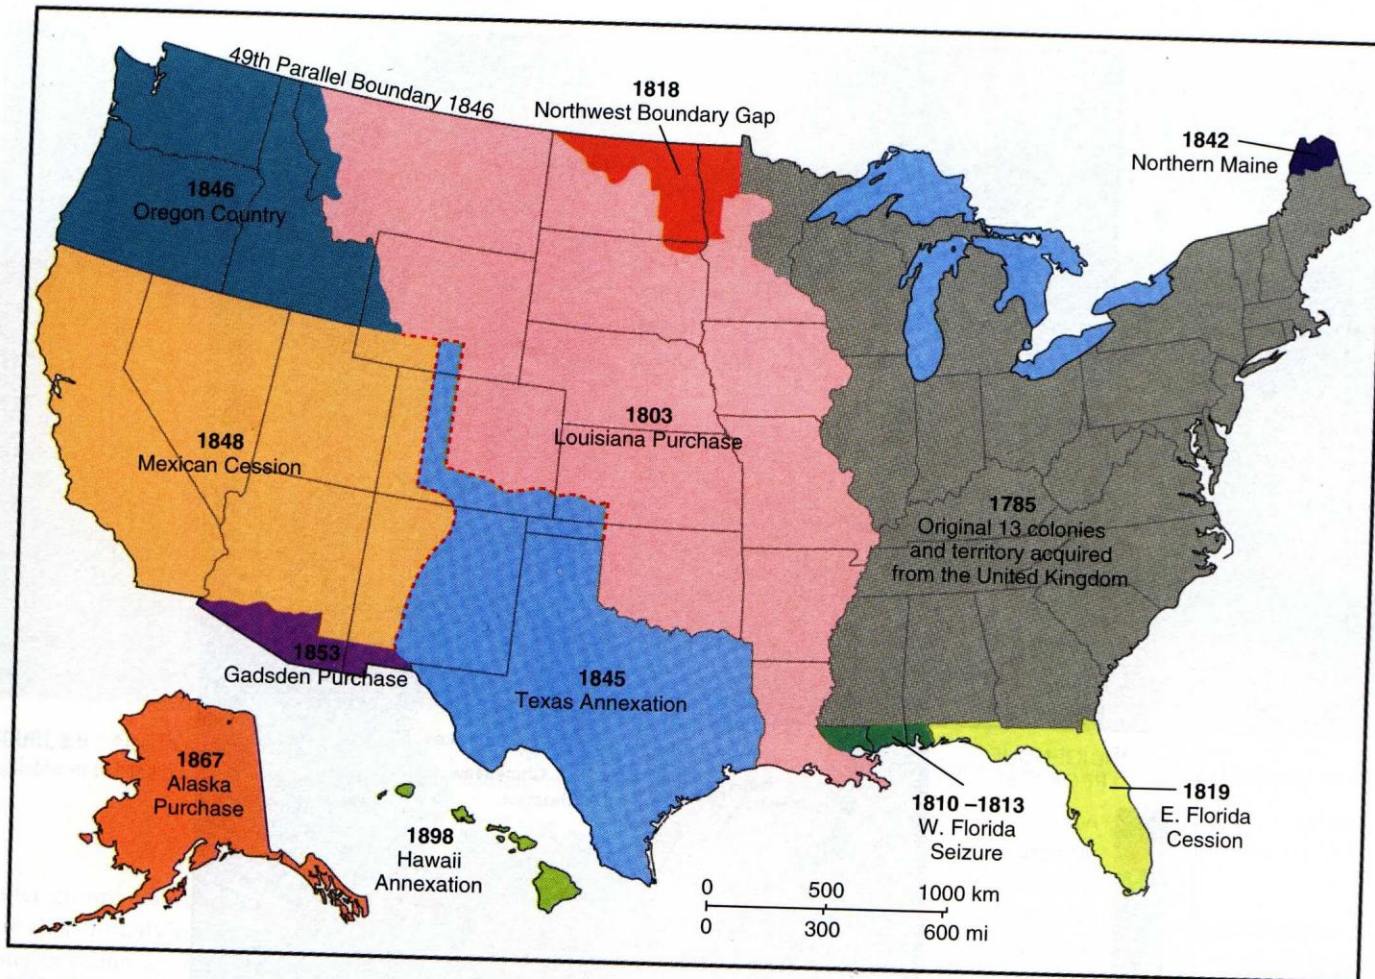 49th Parallel Boundary 1846
1818
Northwest Boundary Gap
1842
Northern Maine
1846
Oregon Country
1803
Louisiana Purchase
1848
Mexican Cession
1785
Original 13 colonies
and territory acquired
from the United Kingdom
1853
Gadsden Purchase
1845
Texas Annexation
1867
Alaska
Purchase
1898
Hawaii
Annexation
1810 –1813
W. Florida
Seizure
1819
E. Florida
Cession
0 500 1000 km
0 300 600 mi